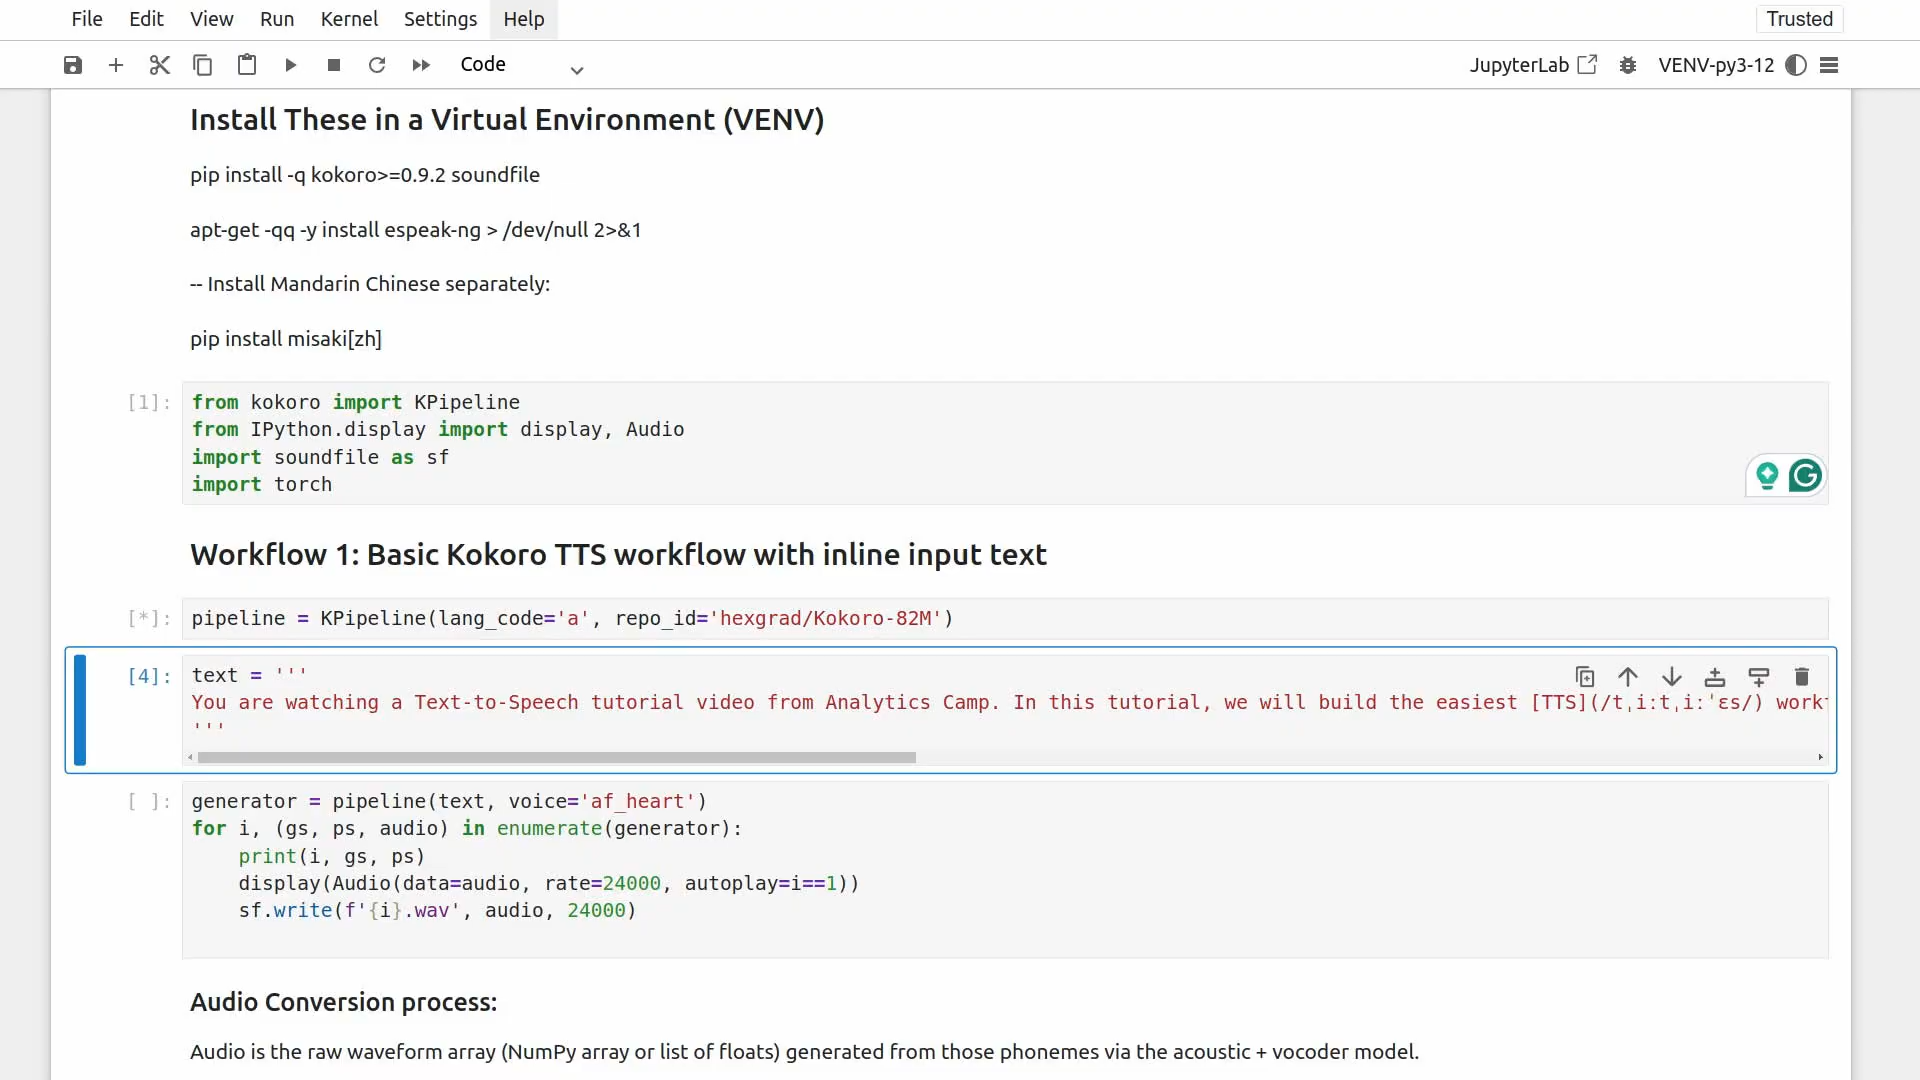 File Edit View Run Kernel Settings Help Trusted
Code JupyterLab VENV-py3-12
Install These in a Virtual Environment (VENV)
pip install -q kokoro>=0.9.2 soundfile
apt-get -qq -y install espeak-ng > /dev/null 2>&1
-- Install Mandarin Chinese separately:
pip install misaki[zh]
[1]: from kokoro import KPipeline
from IPython.display import display, Audio
import soundfile as sf
import torch
Workflow 1: Basic Kokoro TTS workflow with inline input text
[*]: pipeline = KPipeline(lang_code='a', repo_id='hexgrad/Kokoro-82M')
[4]: text = '''
You are watching a Text-to-Speech tutorial video from Analytics Camp. In this tutorial, we will build the easiest [TTS](/tˌiːtˌiːˈɛs/)
'''
[ ]: generator = pipeline(text, voice='af_heart')
for i, (gs, ps, audio) in enumerate(generator):
    print(i, gs, ps)
    display(Audio(data=audio, rate=24000, autoplay=i==1))
    sf.write(f'{i}.wav', audio, 24000)
Audio Conversion process:
Audio is the raw waveform array (NumPy array or list of floats) generated from those phonemes via the acoustic + vocoder model.